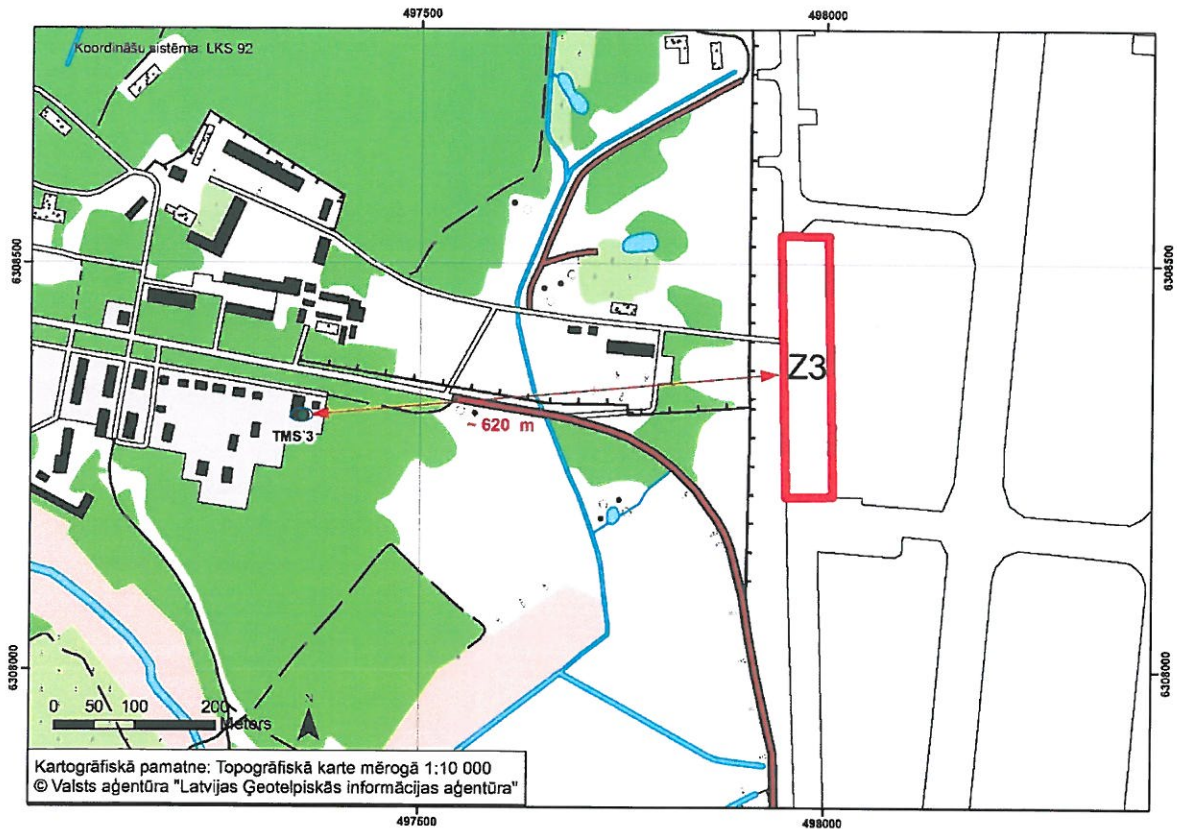 497500
498000
Koordinātu sistēma: LKS 92
6308500
6308500
Z3
TMS 3
~ 620 m
6308000
6308000
0 50 100 200
Meters
N
Kartogrāfiskā pamatne: Topogrāfiskā karte mērogā 1:10 000
© Valsts aģentūra "Latvijas Ģeotelpiskās informācijas aģentūra"
497500
498000